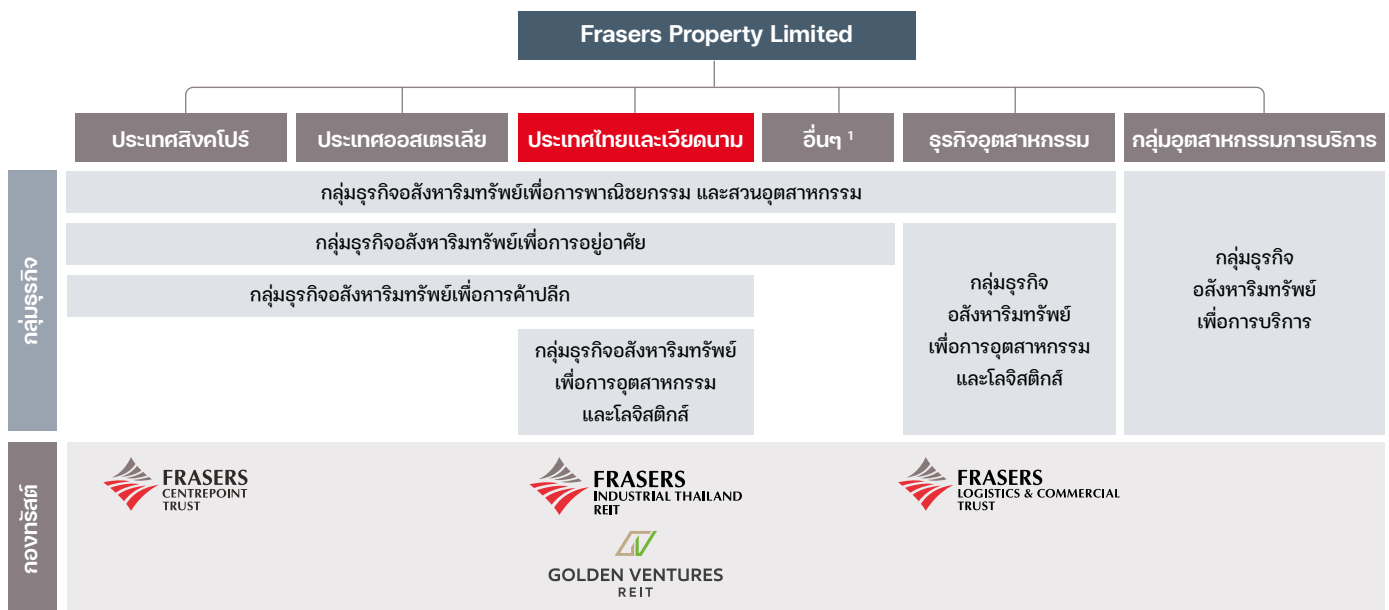 Frasers Property Limited
ประเทศสิงคโปร์
ประเทศออสเตรเลีย
ประเทศไทยและเวียดนาม
อื่นๆ ¹
ธุรกิจอุตสาหกรรม
กลุ่มอุตสาหกรรมการบริการ
กลุ่มธุรกิจ
กลุ่มธุรกิจอสังหาริมทรัพย์เพื่อการพาณิชยกรรม และสวนอุตสาหกรรม
กลุ่มธุรกิจอสังหาริมทรัพย์เพื่อการอยู่อาศัย
กลุ่มธุรกิจอสังหาริมทรัพย์เพื่อการค้าปลีก
กลุ่มธุรกิจอสังหาริมทรัพย์
เพื่อการอุตสาหกรรม
และโลจิสติกส์
กลุ่มธุรกิจ
อสังหาริมทรัพย์
เพื่อการอุตสาหกรรม
และโลจิสติกส์
กลุ่มธุรกิจ
อสังหาริมทรัพย์
เพื่อการบริการ
กองทรัสต์
FRASERS
CENTREPOINT
TRUST
FRASERS
INDUSTRIAL THAILAND
REIT
GOLDEN VENTURES
REIT
FRASERS
LOGISTICS & COMMERCIAL
TRUST